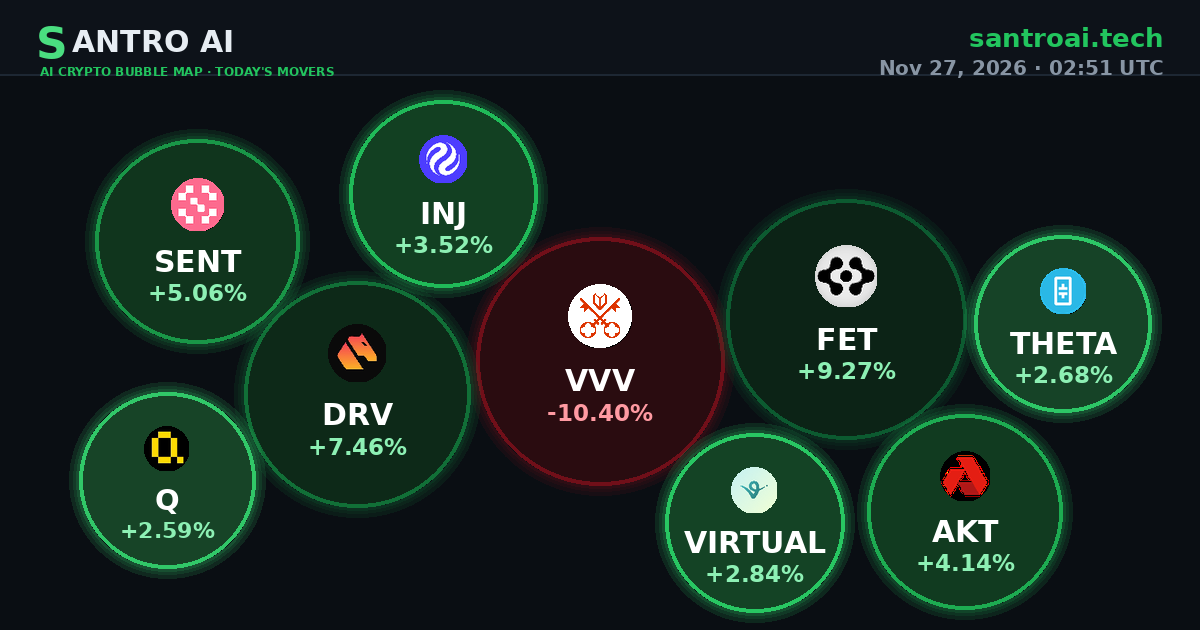 SANTRO AI
AI CRYPTO BUBBLE MAP · TODAY'S MOVERS
santroai.tech
Nov 27, 2026 · 02:51 UTC
SENT
+5.06%
INJ
+3.52%
DRV
+7.46%
Q
+2.59%
VVV
-10.40%
FET
+9.27%
THETA
+2.68%
VIRTUAL
+2.84%
AKT
+4.14%